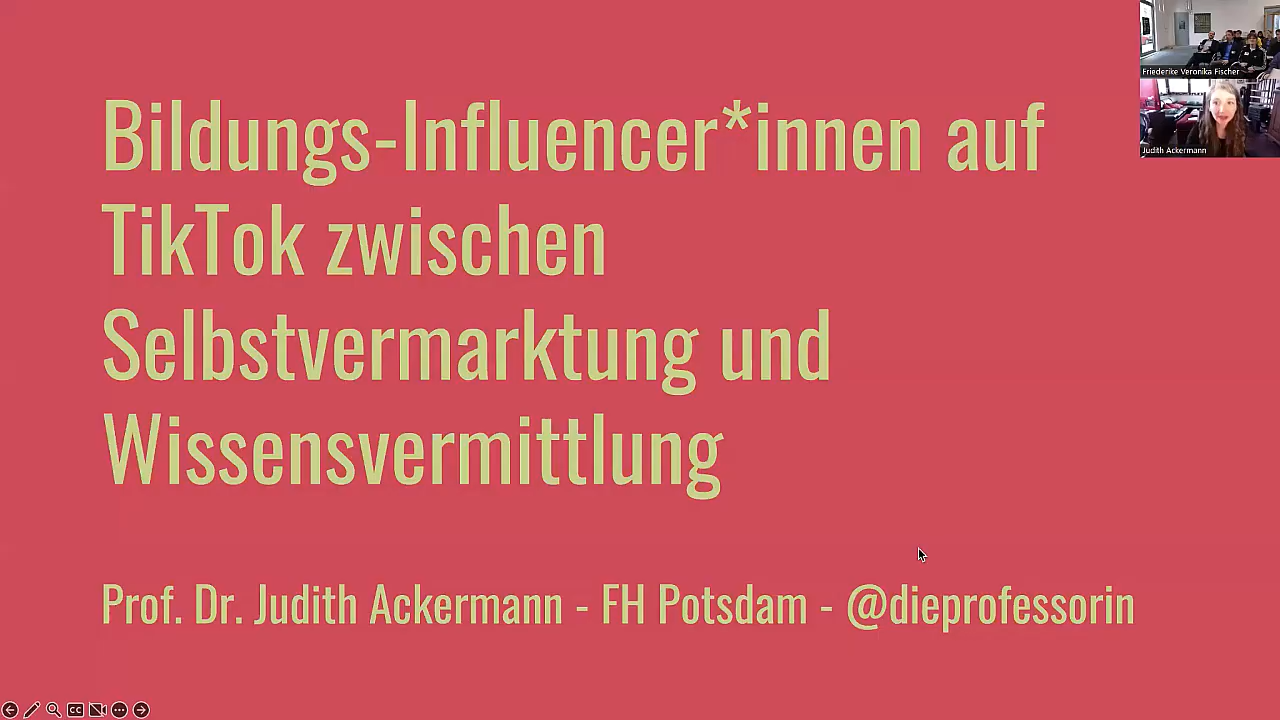 Bildungs-Influencer*innen auf
TikTok zwischen
Selbstvermarktung und
Wissensvermittlung
Prof. Dr. Judith Ackermann - FH Potsdam - @dieprofessorin
Friederike Veronika Fischer
Judith Ackermann
CC